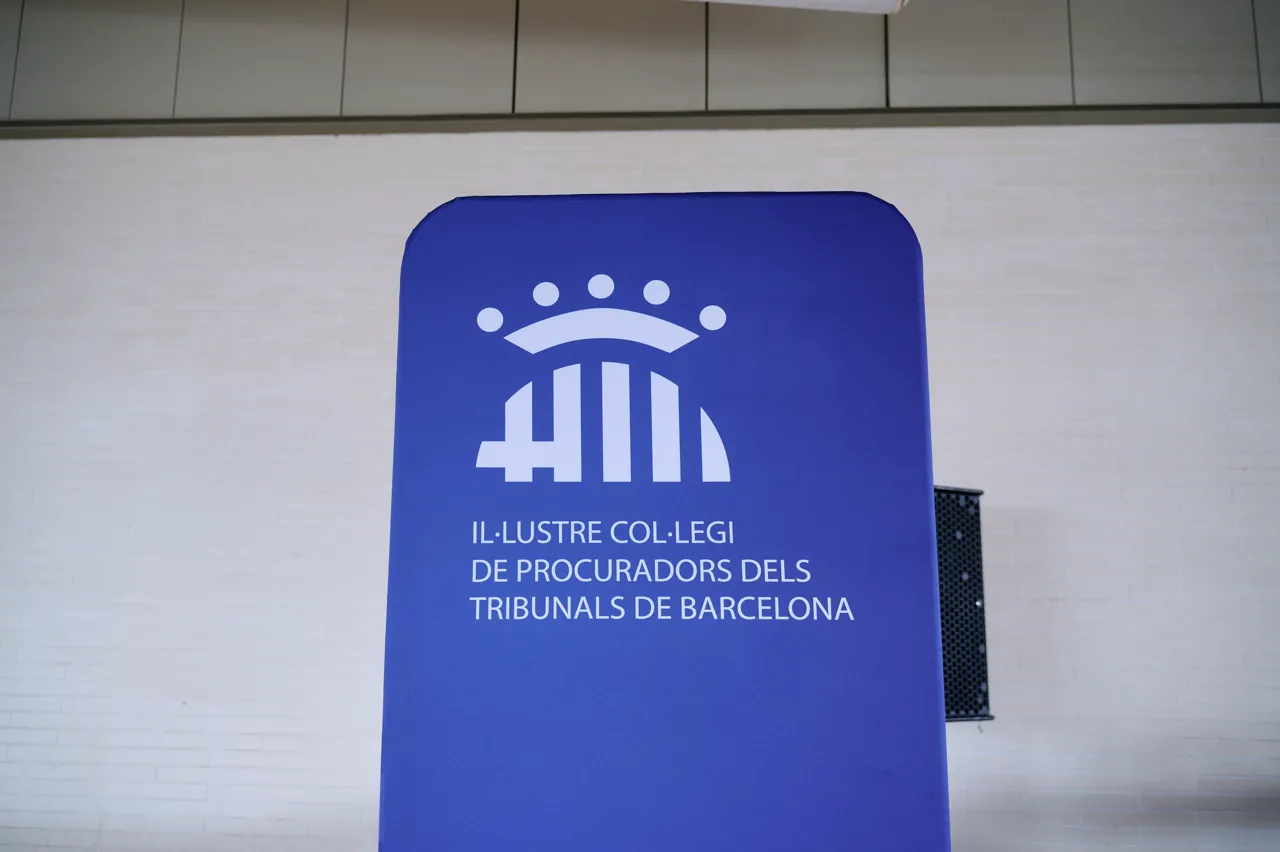 IL·LUSTRE COL·LEGI
DE PROCURADORS DELS
TRIBUNALS DE BARCELONA